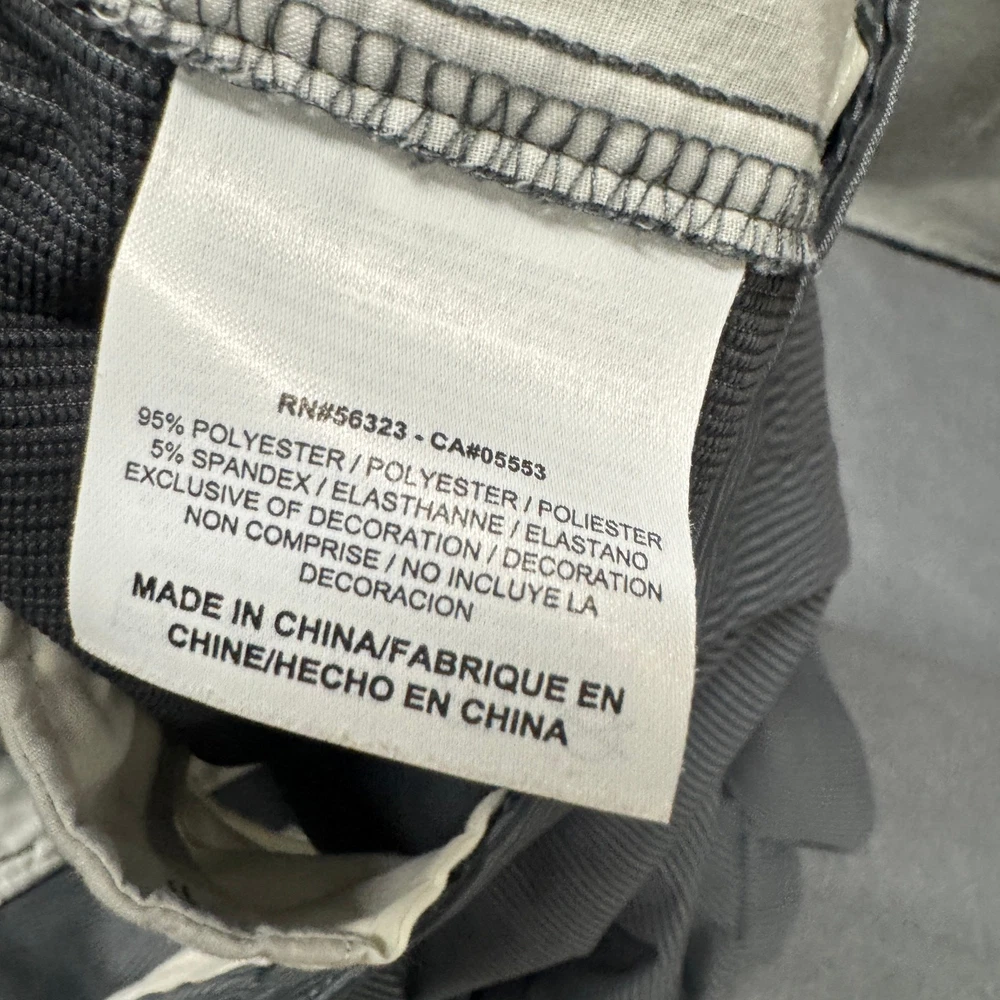 RN#56323 - CA#05553
95% POLYESTER / POLYESTER / POLIESTER
5% SPANDEX / ELASTHANNE / ELASTANO
EXCLUSIVE OF DECORATION / DECORATION
NON COMPRISE / NO INCLUYE LA
DECORACION
MADE IN CHINA/FABRIQUE EN
CHINE/HECHO EN CHINA